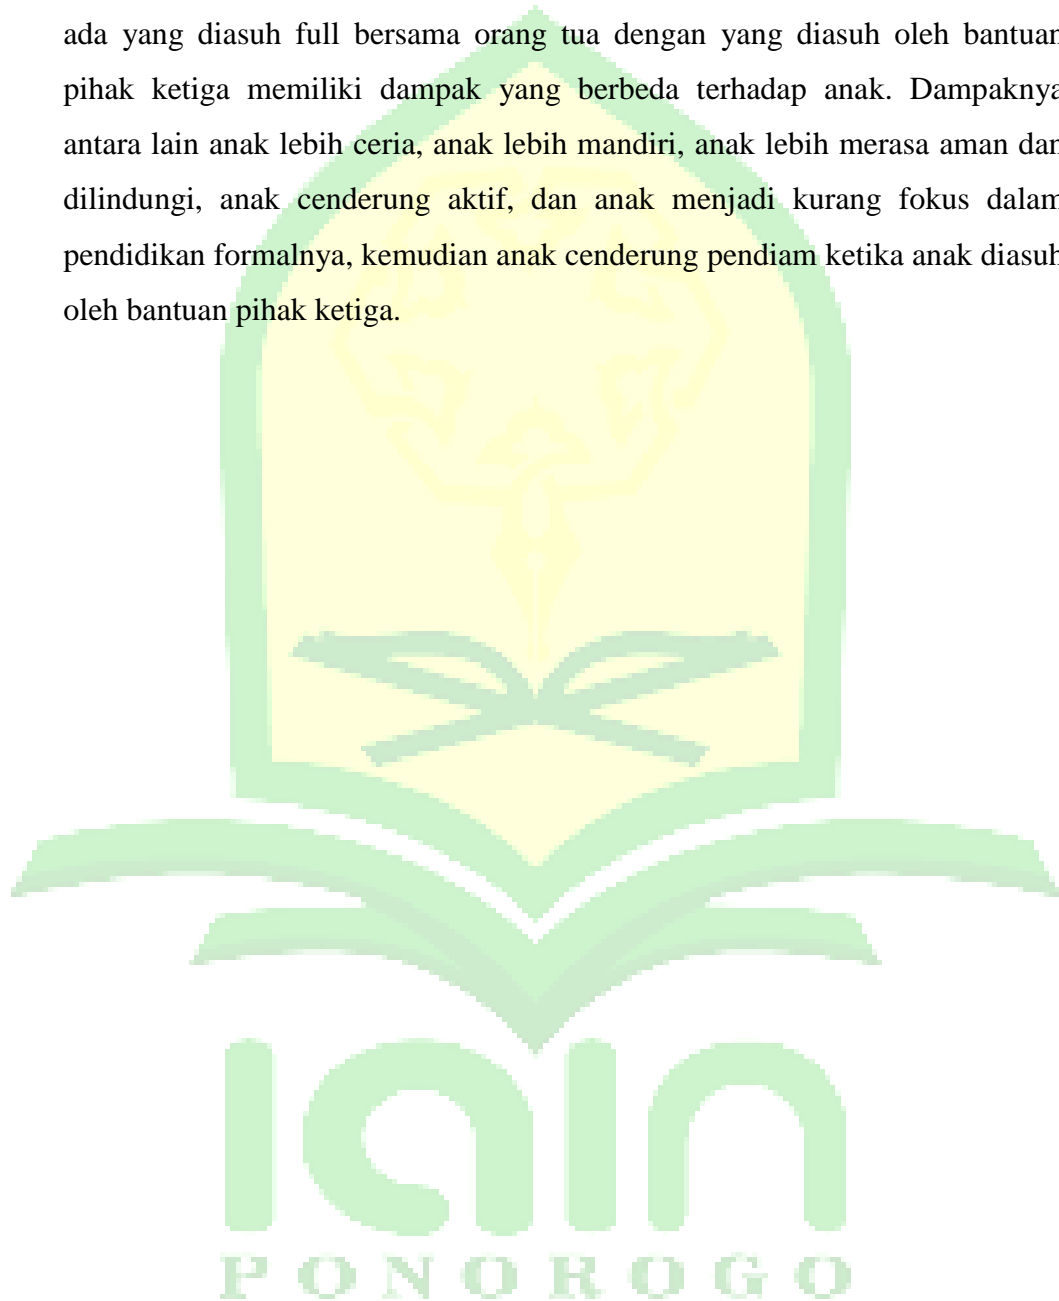 ada yang diasuh full bersama orang tua dengan yang diasuh oleh bantuan
pihak ketiga memiliki dampak yang berbeda terhadap anak. Dampaknya
antara lain anak lebih ceria, anak lebih mandiri, anak lebih merasa aman dan
dilindungi, anak cenderung aktif, dan anak menjadi kurang fokus dalam
pendidikan formalnya, kemudian anak cenderung pendiam ketika anak diasuh
oleh bantuan pihak ketiga.
iain
PONOROGO